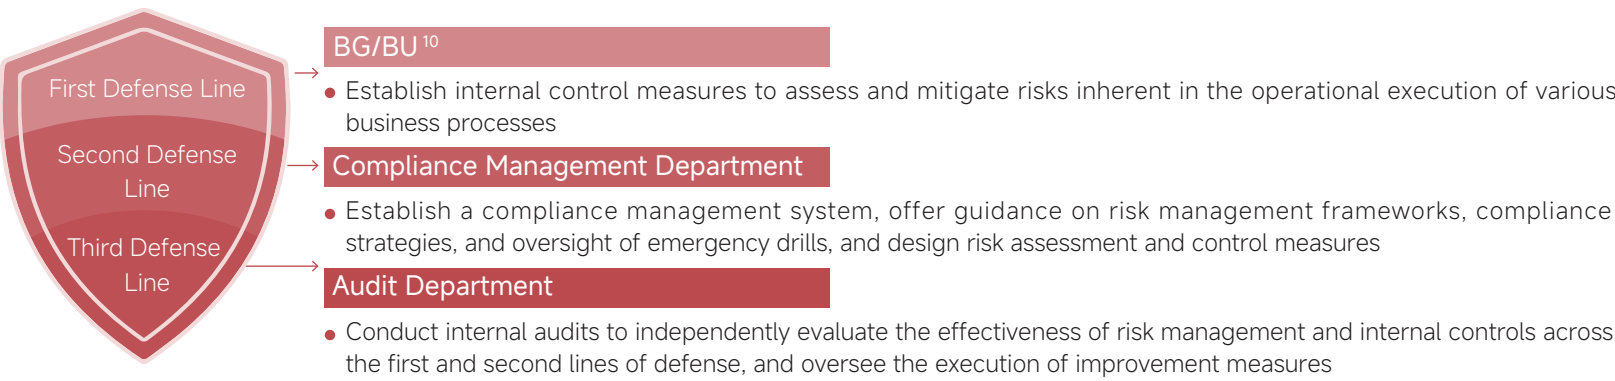 First Defense Line
Second Defense
Line
Third Defense
Line
BG/BU 10
● Establish internal control measures to assess and mitigate risks inherent in the operational execution of various
business processes
Compliance Management Department
● Establish a compliance management system, offer guidance on risk management frameworks, compliance
strategies, and oversight of emergency drills, and design risk assessment and control measures
Audit Department
● Conduct internal audits to independently evaluate the effectiveness of risk management and internal controls across
the first and second lines of defense, and oversee the execution of improvement measures